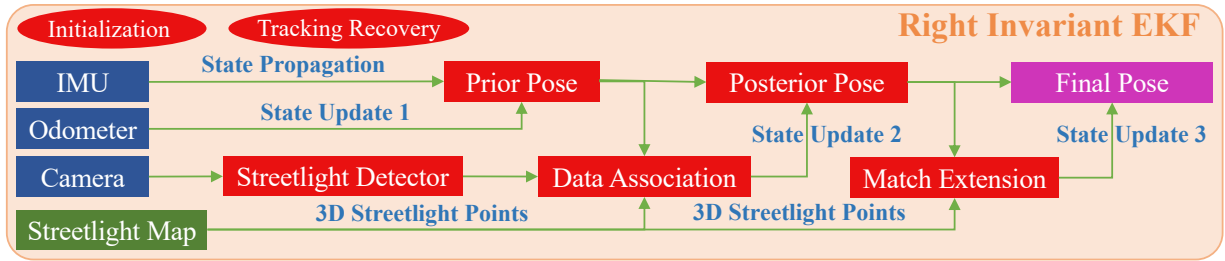 Initialization
Tracking Recovery
Right Invariant EKF
IMU
State Propagation
Prior Pose
Posterior Pose
Final Pose
Odometer
State Update 1
State Update 2
State Update 3
Camera
Streetlight Detector
Data Association
Match Extension
3D Streetlight Points
3D Streetlight Points
Streetlight Map